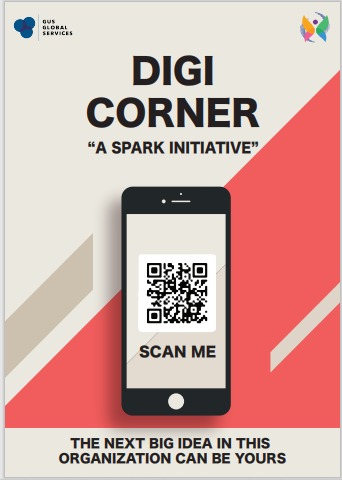 GUS
GLOBAL
SERVICES
DIGI
CORNER
“A SPARK INITIATIVE”
SCAN ME
THE NEXT BIG IDEA IN THIS
ORGANIZATION CAN BE YOURS